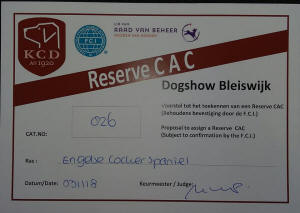 KCD
A° 1920
F.C.I.
LID VAN
RAAD VAN BEHEER
Reserve CAC
Dogshow Bleiswijk
Voorstel tot het toekennen van een Reserve CAC
(Behoudens bevestiging door de F.C.I.)
CAT.NO: 026
Proposal to assign a Reserve CAC
(Subject to confirmation by the F.C.I.)
Ras: Engelse Cocker Spaniel
Datum/Date: 031118 Keurmeester / Judge: